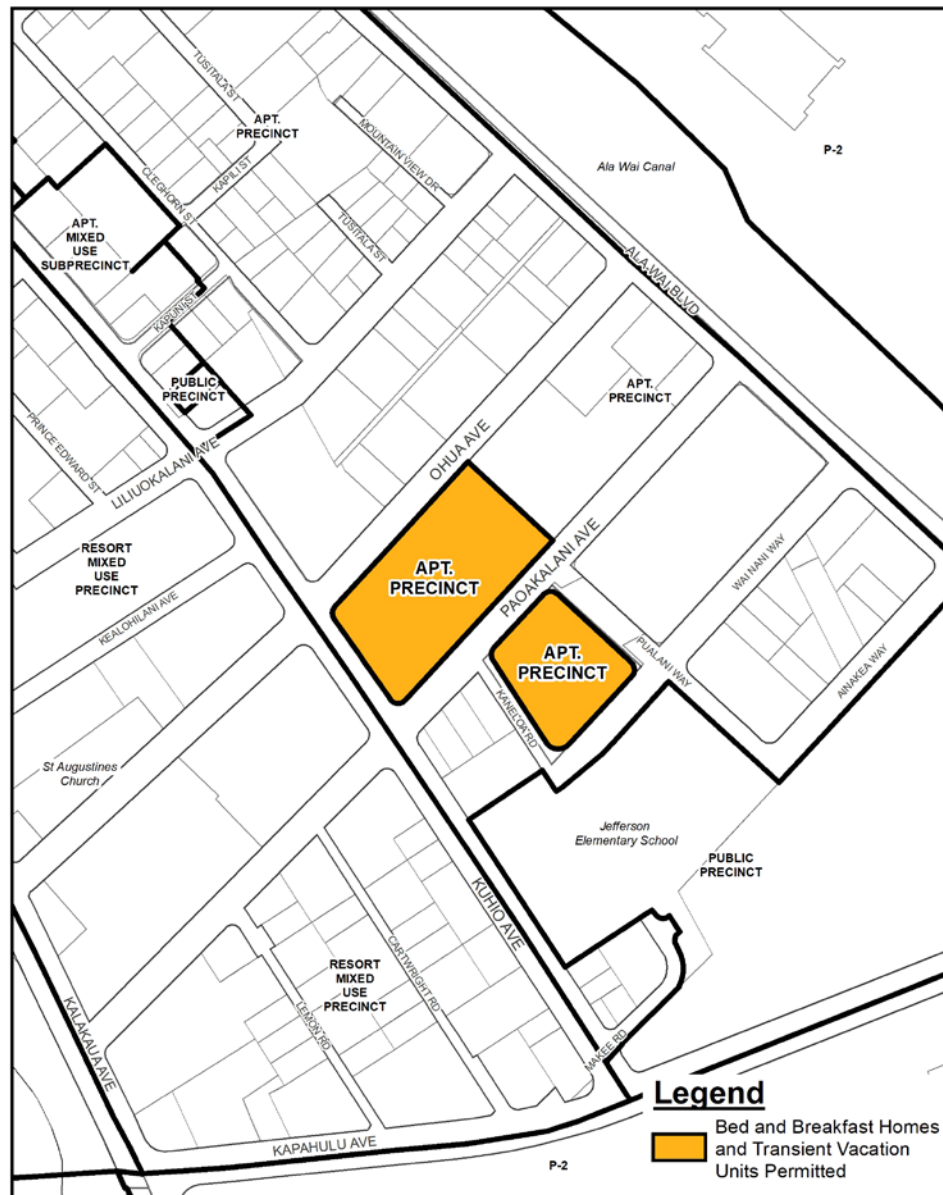 TUSITALA ST
APT.
PRECINCT
MOUNTAIN VIEW DR
P-2
Ala Wai Canal
CLEGHORN ST
KAPILI ST
APT.
MIXED
USE
SUBPRECINCT
TUSITALA ST
ALA WAI BLVD
KAPUNI ST
PUBLIC
PRECINCT
APT.
PRECINCT
PRINCE EDWARD ST
LILIUOKALANI AVE
OHUA AVE
RESORT
MIXED
USE
PRECINCT
APT.
PRECINCT
PAOAKALANI AVE
WAI NANI WAY
KEALOHILANI AVE
APT.
PRECINCT
PUALANI WAY
AINAKEA WAY
KANELOA RD
St Augustines
Church
Jefferson
Elementary School
PUBLIC
PRECINCT
KUHIO AVE
CARTWRIGHT RD
RESORT
MIXED
USE
PRECINCT
LEMON RD
KALAKAUA AVE
MAKEE RD
KAPAHULU AVE
P-2
Legend
Bed and Breakfast Homes
and Transient Vacation
Units Permitted